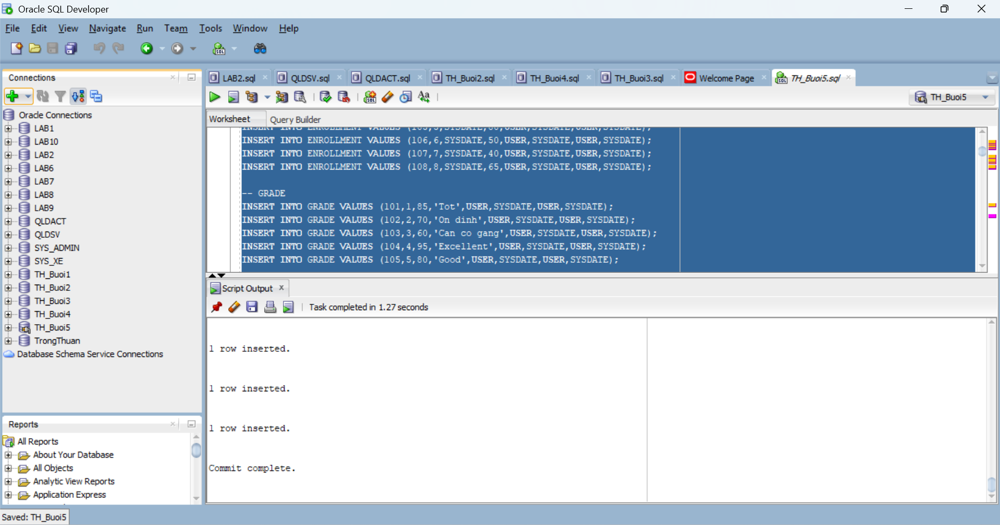 Oracle SQL Developer
File Edit View Navigate Run Team Tools Window Help
Connections
LAB2.sql QLDSV.sql QLDACT.sql TH_Buoi2.sql TH_Buoi4.sql TH_Buoi3.sql Welcome Page TH_Buoi5.sql
TH_Buoi5
Worksheet Query Builder
Oracle Connections
LAB1
LAB10
LAB2
LAB6
LAB7
LAB8
LAB9
QLDACT
QLDSV
SYS_ADMIN
SYS_XE
TH_Buoi1
TH_Buoi2
TH_Buoi3
TH_Buoi4
TH_Buoi5
TrongThuan
Database Schema Service Connections
INSERT INTO ENROLLMENT VALUES (106,6,SYSDATE,50,USER,SYSDATE,USER,SYSDATE);
INSERT INTO ENROLLMENT VALUES (107,7,SYSDATE,40,USER,SYSDATE,USER,SYSDATE);
INSERT INTO ENROLLMENT VALUES (108,8,SYSDATE,65,USER,SYSDATE,USER,SYSDATE);
-- GRADE
INSERT INTO GRADE VALUES (101,1,85,'Tot',USER,SYSDATE,USER,SYSDATE);
INSERT INTO GRADE VALUES (102,2,70,'On dinh',USER,SYSDATE,USER,SYSDATE);
INSERT INTO GRADE VALUES (103,3,60,'Can co gang',USER,SYSDATE,USER,SYSDATE);
INSERT INTO GRADE VALUES (104,4,95,'Excellent',USER,SYSDATE,USER,SYSDATE);
INSERT INTO GRADE VALUES (105,5,80,'Good',USER,SYSDATE,USER,SYSDATE);
Script Output
Task completed in 1.27 seconds
1 row inserted.
1 row inserted.
1 row inserted.
Commit complete.
Reports
All Reports
About Your Database
All Objects
Analytic View Reports
Application Express
Saved: TH_Buoi5